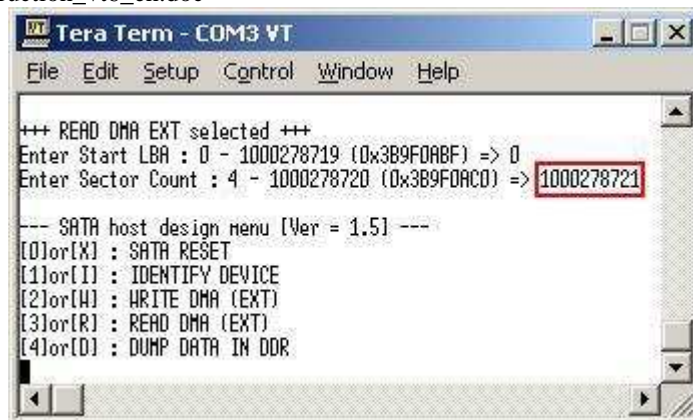 Tera Term - COM3 VT
File Edit Setup Control Window Help
+++ READ DMA EXT selected +++
Enter Start LBA : 0 - 1000278719 (0x3B9F0ABF) => 0
Enter Sector Count : 4 - 1000278720 (0x3B9F0AC0) => 1000278721
--- SATA host design menu [Ver = 1.5] ---
[0]or[X] : SATA RESET
[1]or[I] : IDENTIFY DEVICE
[2]or[W] : WRITE DMA (EXT)
[3]or[R] : READ DMA (EXT)
[4]or[D] : DUMP DATA IN DDR